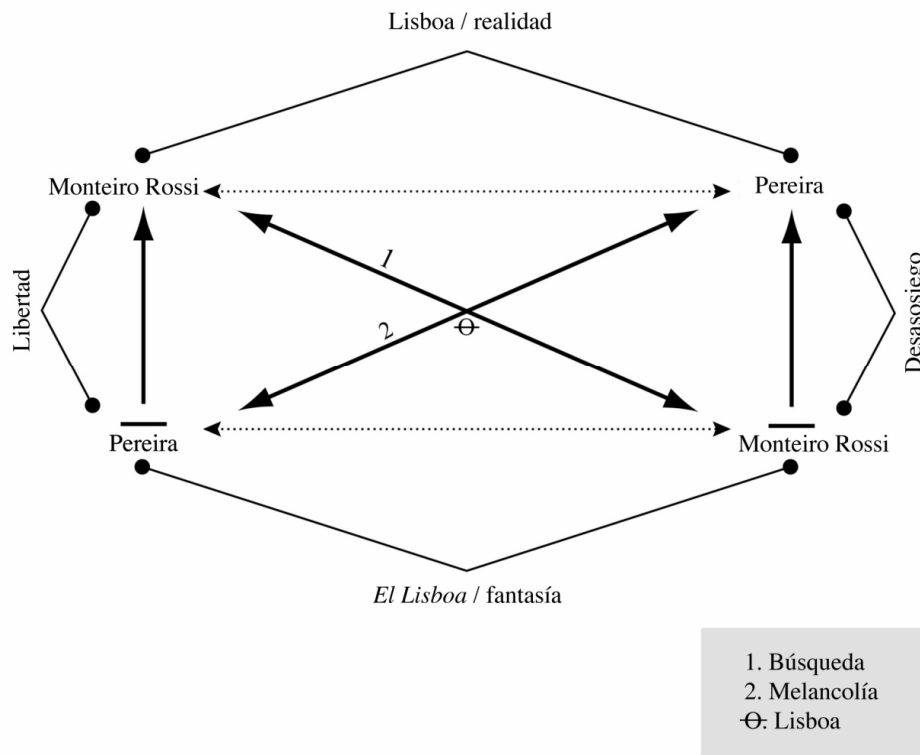 Lisboa / realidad
Monteiro Rossi
Pereira
1
Libertad
Desasosiego
2
Ɵ
Pereira
Monteiro Rossi
El Lisboa / fantasía
1. Búsqueda
2. Melancolía
Ɵ. Lisboa